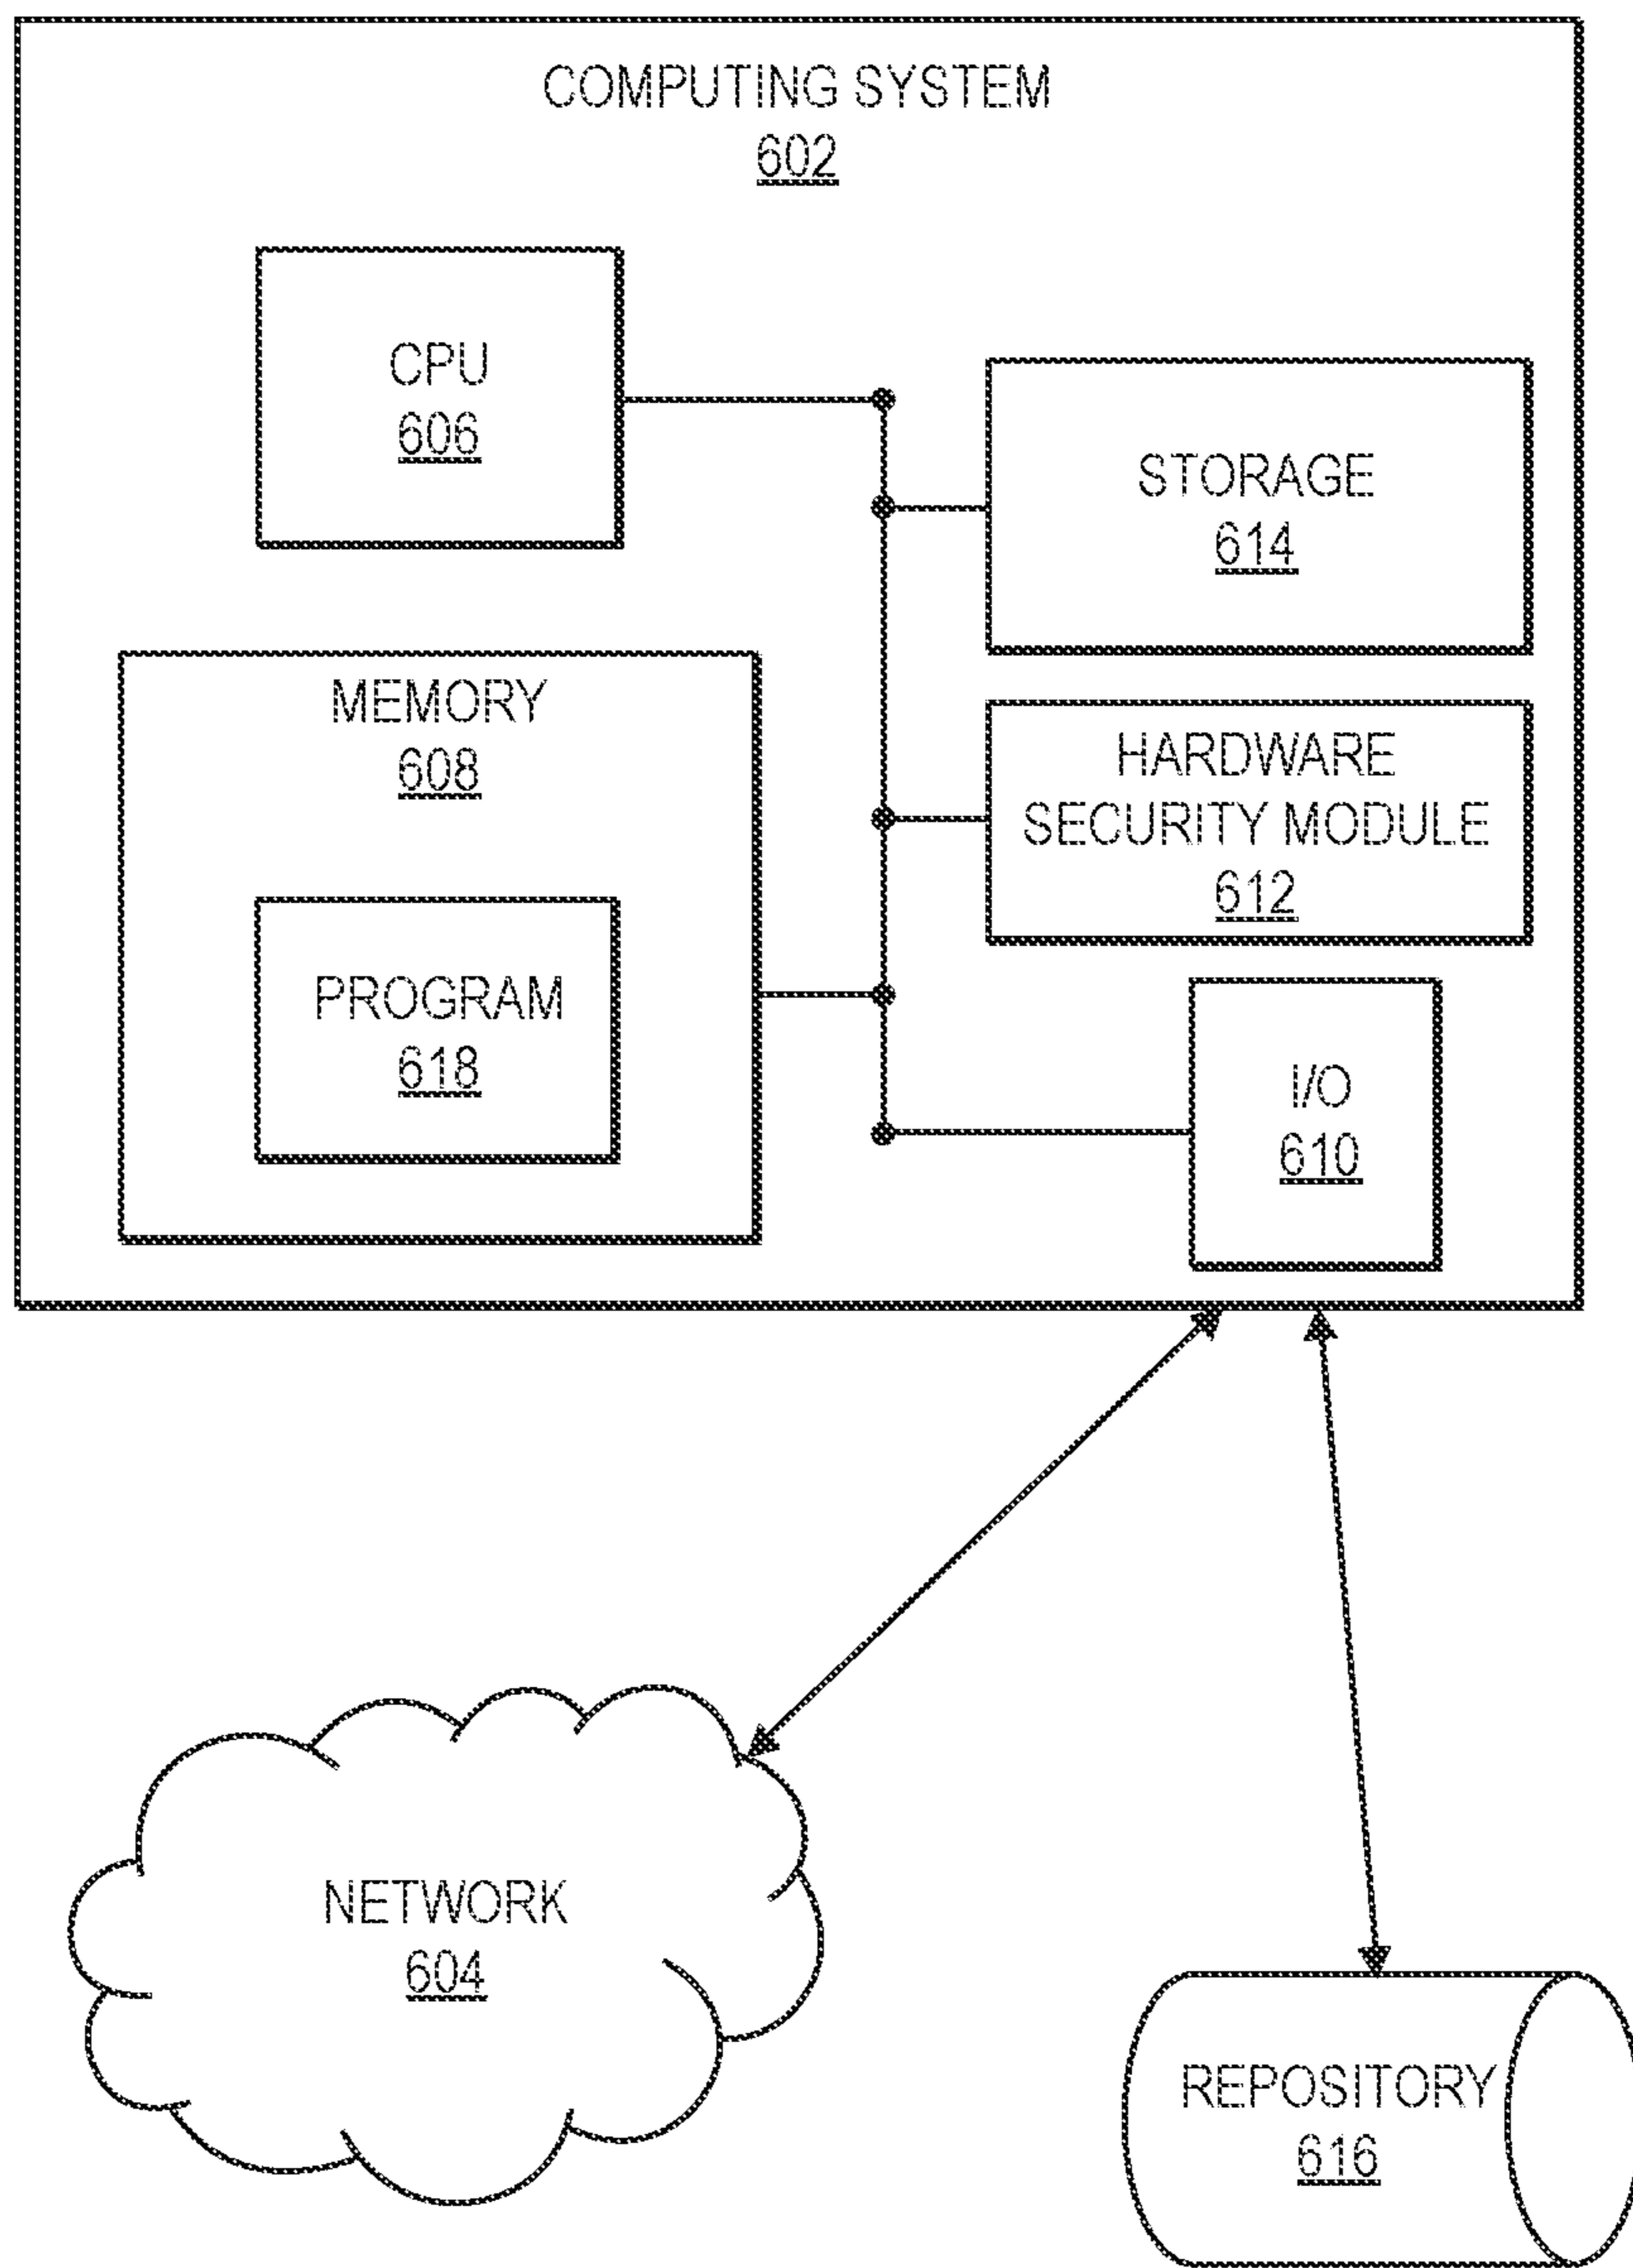 COMPUTING SYSTEM
602
CPU
606
STORAGE
614
MEMORY
608
HARDWARE
SECURITY MODULE
612
PROGRAM
618
I/O
610
NETWORK
604
REPOSITORY
616